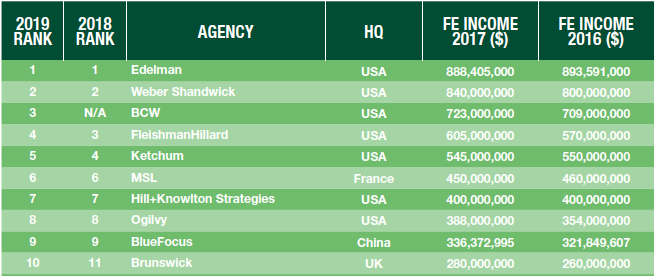 2019 RANK 2018 RANK AGENCY HQ FE INCOME 2017 ($) FE INCOME 2016 ($)
1 1 Edelman USA 888,405,000 893,591,000
2 2 Weber Shandwick USA 840,000,000 800,000,000
3 N/A BCW USA 723,000,000 709,000,000
4 3 FleishmanHillard USA 605,000,000 570,000,000
5 4 Ketchum USA 545,000,000 550,000,000
6 6 MSL France 450,000,000 460,000,000
7 7 Hill+Knowlton Strategies USA 400,000,000 400,000,000
8 8 Ogilvy USA 388,000,000 354,000,000
9 9 BlueFocus China 336,372,995 321,849,607
10 11 Brunswick UK 280,000,000 260,000,000